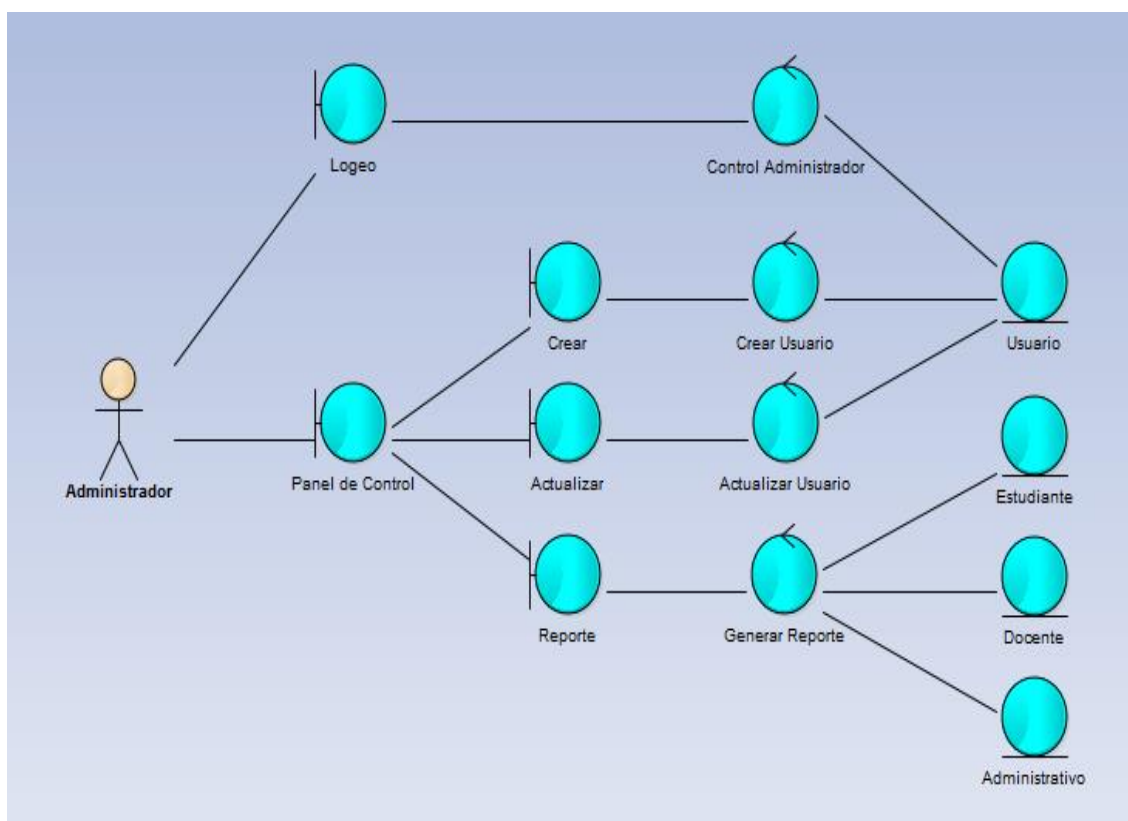 Logeo
Control Administrador
Crear
Crear Usuario
Usuario
Administrador
Panel de Control
Actualizar
Actualizar Usuario
Estudiante
Reporte
Generar Reporte
Docente
Administrativo